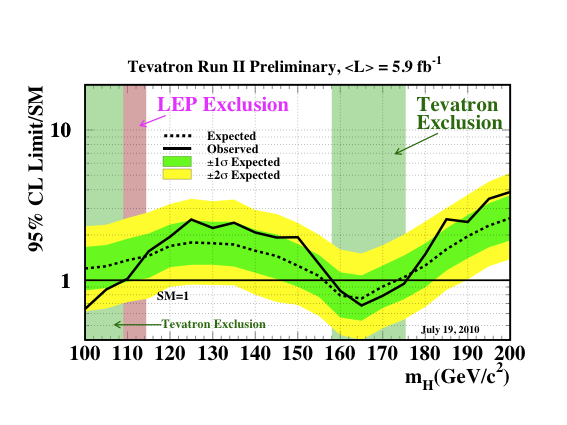 Tevatron Run II Preliminary, <L> = 5.9 fb⁻¹
95% CL Limit/SM
10
1
LEP Exclusion
Tevatron
Exclusion
Expected
Observed
±1σ Expected
±2σ Expected
SM=1
Tevatron Exclusion
July 19, 2010
100 110 120 130 140 150 160 170 180 190 200
m_H(GeV/c²)